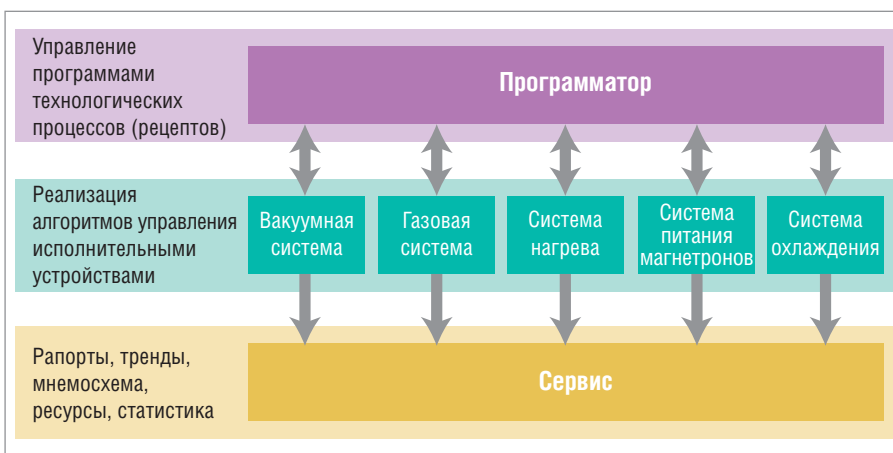 Управление
программами
технологических
процессов (рецептов)
Программатор
Реализация
алгоритмов управления
исполнительными
устройствами
Вакуумная
система
Газовая
система
Система
нагрева
Система
питания
магнетронов
Система
охлаждения
Рапорты, тренды,
мнемосхема,
ресурсы, статистика
Сервис